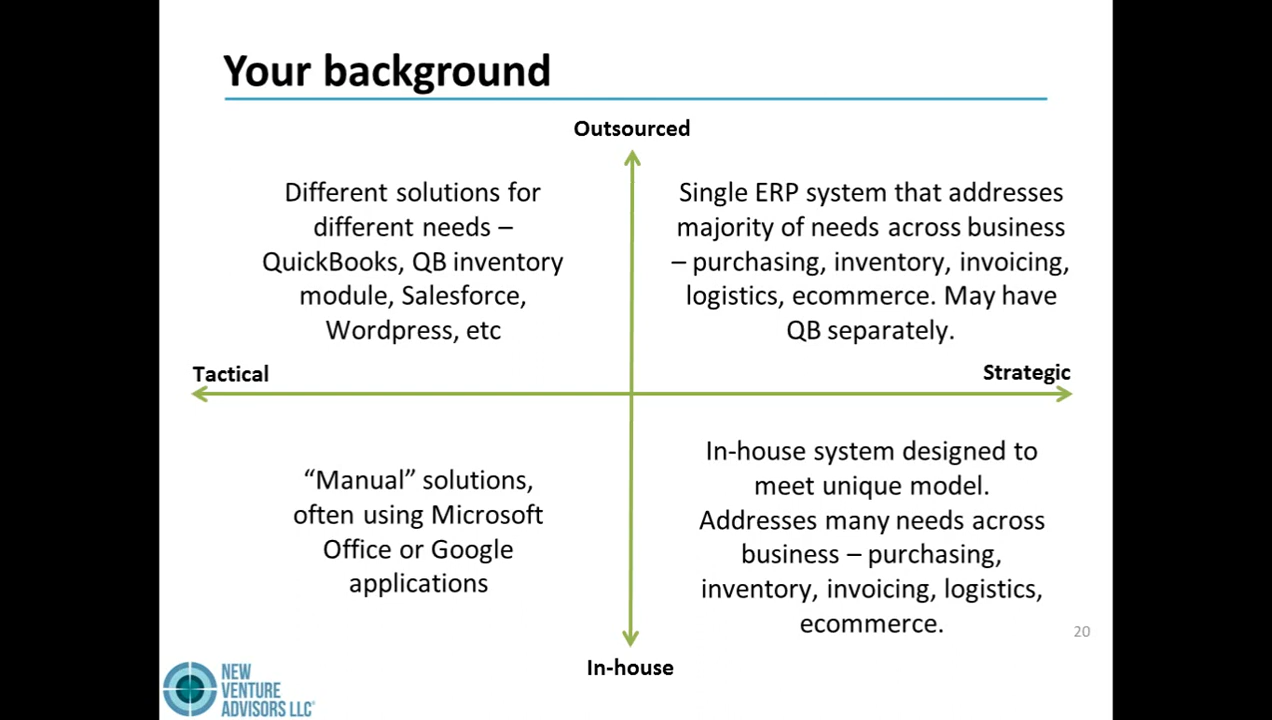 Your background
Outsourced
Different solutions for
different needs –
QuickBooks, QB inventory
module, Salesforce,
Wordpress, etc
Single ERP system that addresses
majority of needs across business
– purchasing, inventory, invoicing,
logistics, ecommerce. May have
QB separately.
Tactical
Strategic
“Manual” solutions,
often using Microsoft
Office or Google
applications
In-house system designed to
meet unique model.
Addresses many needs across
business – purchasing,
inventory, invoicing, logistics,
ecommerce.
20
In-house
NEW
VENTURE
ADVISORS LLC